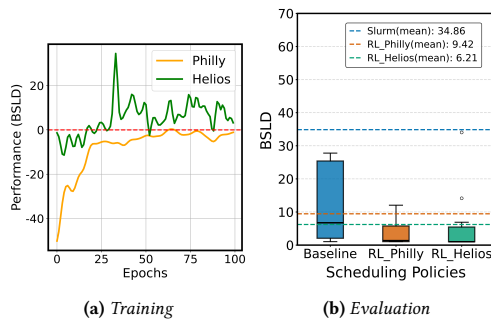 Performance (BSLD)
20
0
-20
-40
0
25
50
75
100
Epochs
Philly
Helios
(a) Training
BSLD
70
60
50
40
30
20
10
0
Slurm(mean): 34.86
RL_Philly(mean): 9.42
RL_Helios(mean): 6.21
Baseline
RL_Philly
RL_Helios
Scheduling Policies
(b) Evaluation